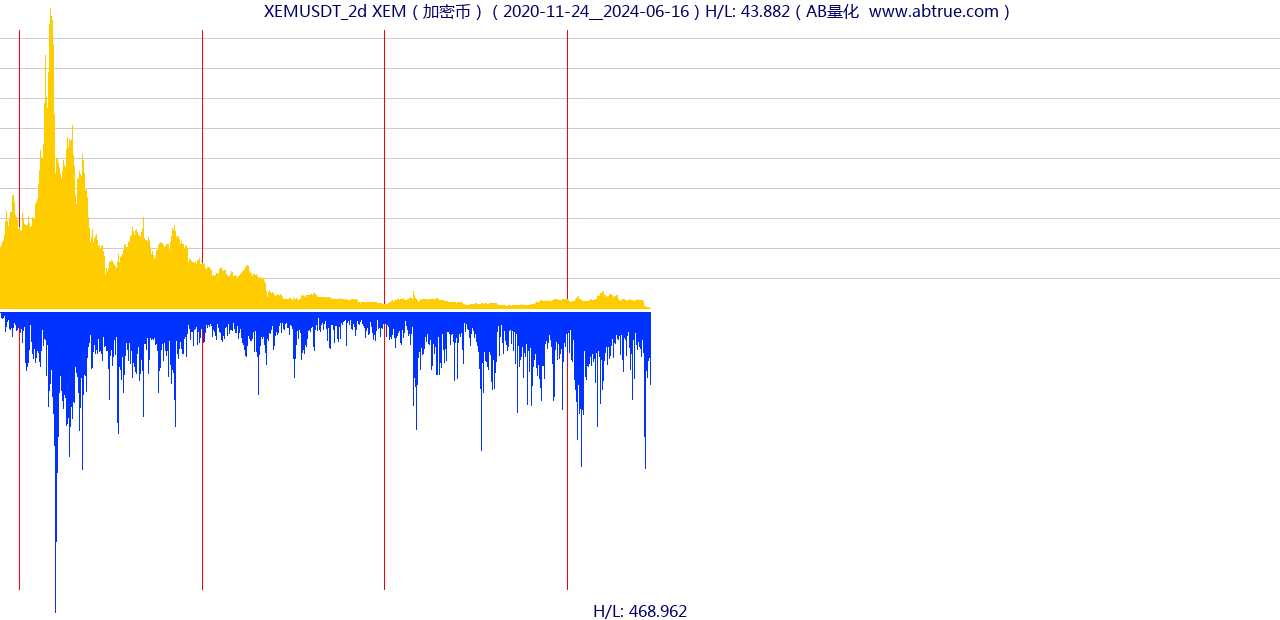 XEMUSDT_2d XEM（加密币）（2020-11-24__2024-06-16）H/L: 43.882（AB量化  www.abtrue.com）
H/L: 468.962